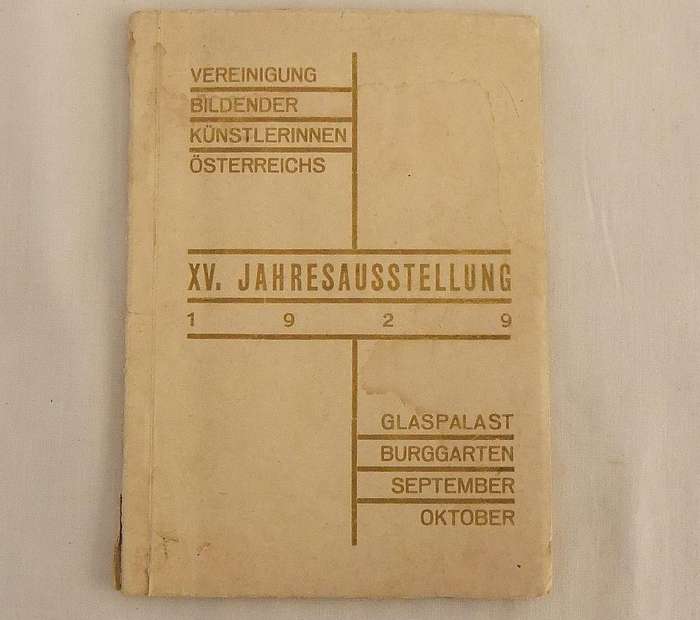 VEREINIGUNG
BILDENDER
KÜNSTLERINNEN
ÖSTERREICHS
XV. JAHRESAUSSTELLUNG
1 9 2 9
GLASPALAST
BURGGARTEN
SEPTEMBER
OKTOBER